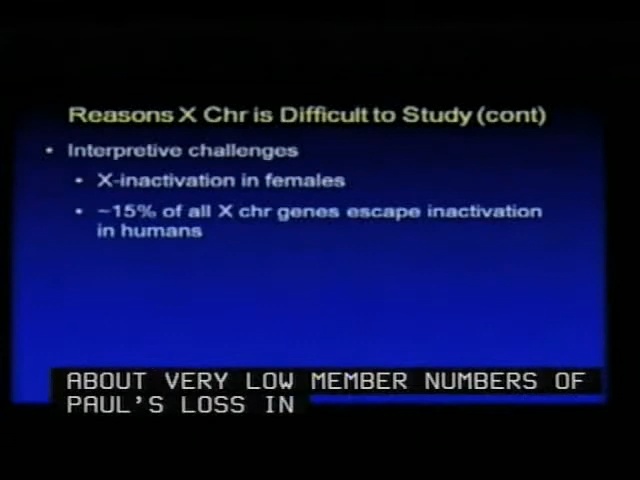 Reasons X Chr is Difficult to Study (cont)
• Interpretive challenges
• X-inactivation in females
• ~15% of all X chr genes escape inactivation
in humans
ABOUT VERY LOW MEMBER NUMBERS OF
PAUL'S LOSS IN